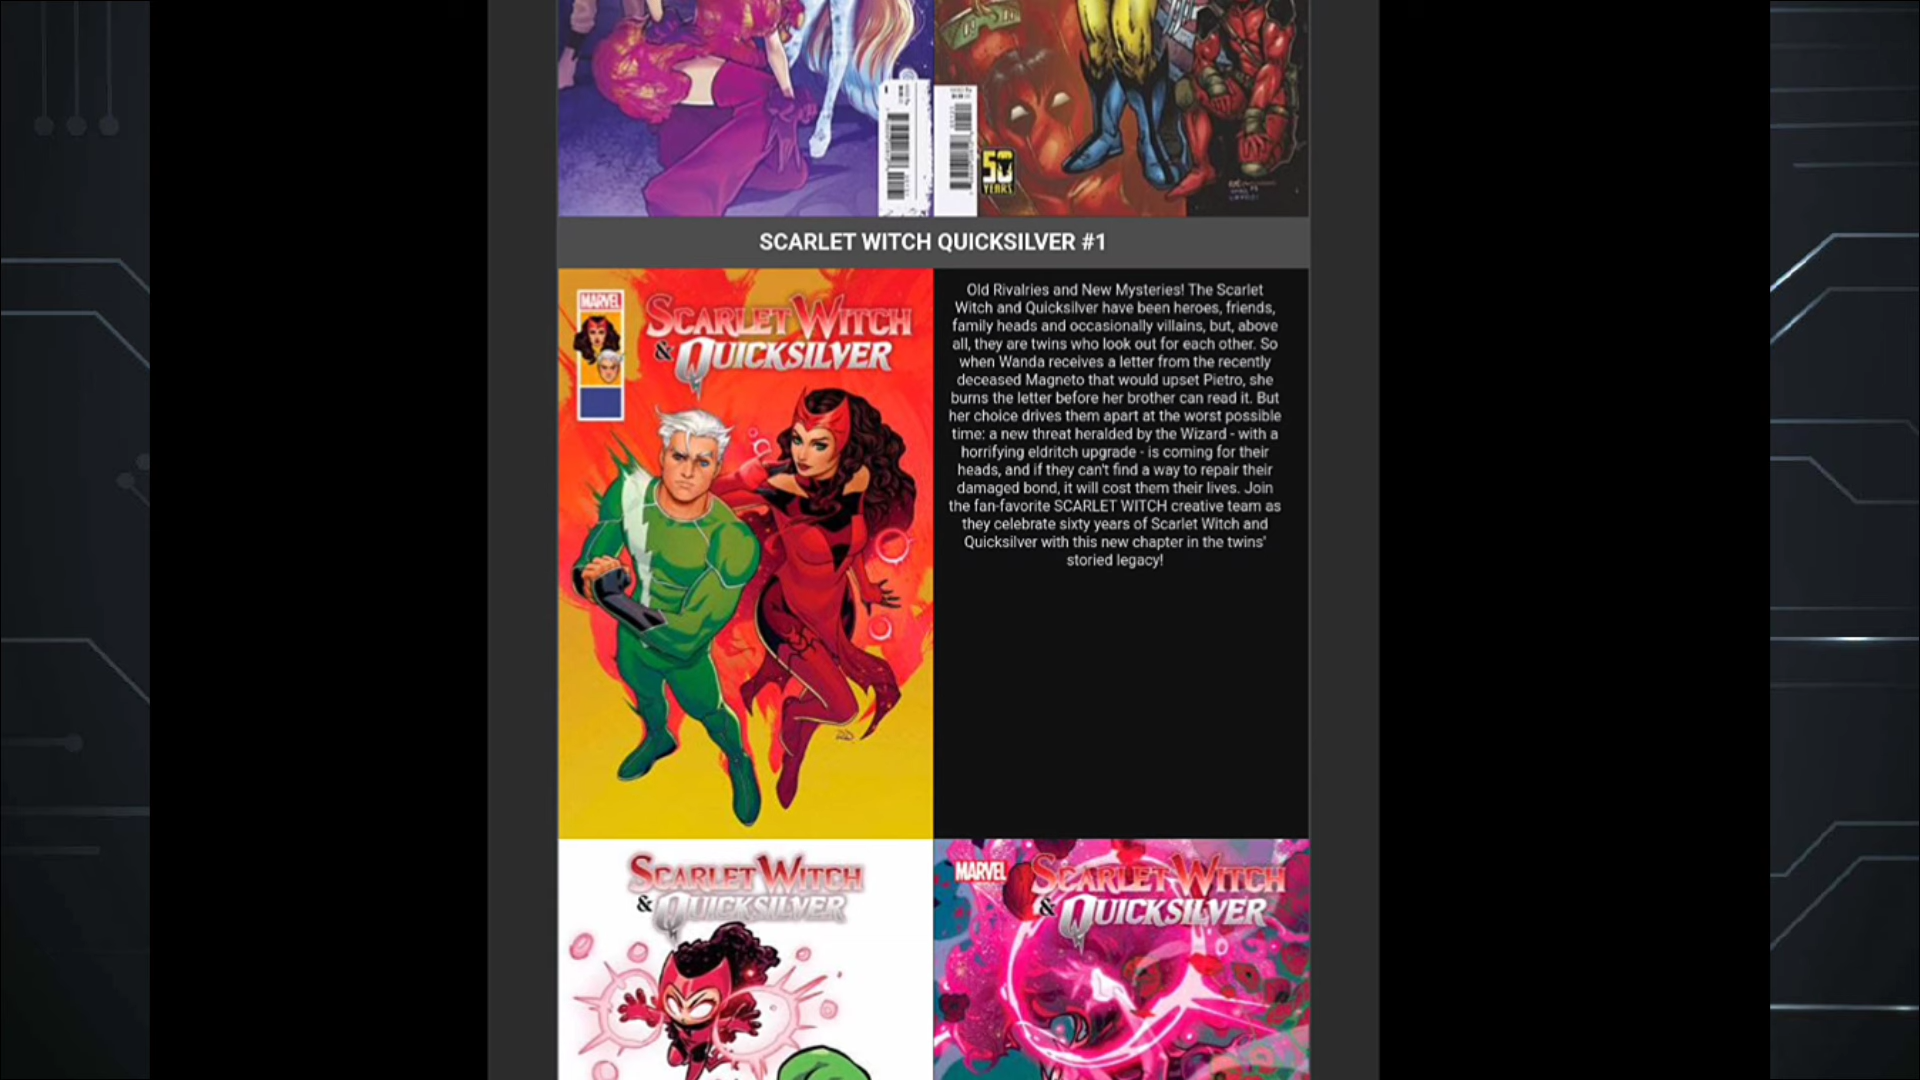 50
YEARS
SCARLET WITCH QUICKSILVER #1
MARVEL
SCARLET WITCH
& QUICKSILVER
Old Rivalries and New Mysteries! The Scarlet
Witch and Quicksilver have been heroes, friends,
family heads and occasionally villains, but, above
all, they are twins who look out for each other. So
when Wanda receives a letter from the recently
deceased Magneto that would upset Pietro, she
burns the letter before her brother can read it. But
her choice drives them apart at the worst possible
time: a new threat heralded by the Wizard - with a
horrifying eldritch upgrade - is coming for their
heads, and if they can't find a way to repair their
damaged bond, it will cost them their lives. Join
the fan-favorite SCARLET WITCH creative team as
they celebrate sixty years of Scarlet Witch and
Quicksilver with this new chapter in the twins'
storied legacy!
SCARLET WITCH
& QUICKSILVER
MARVEL
SCARLET WITCH
& QUICKSILVER